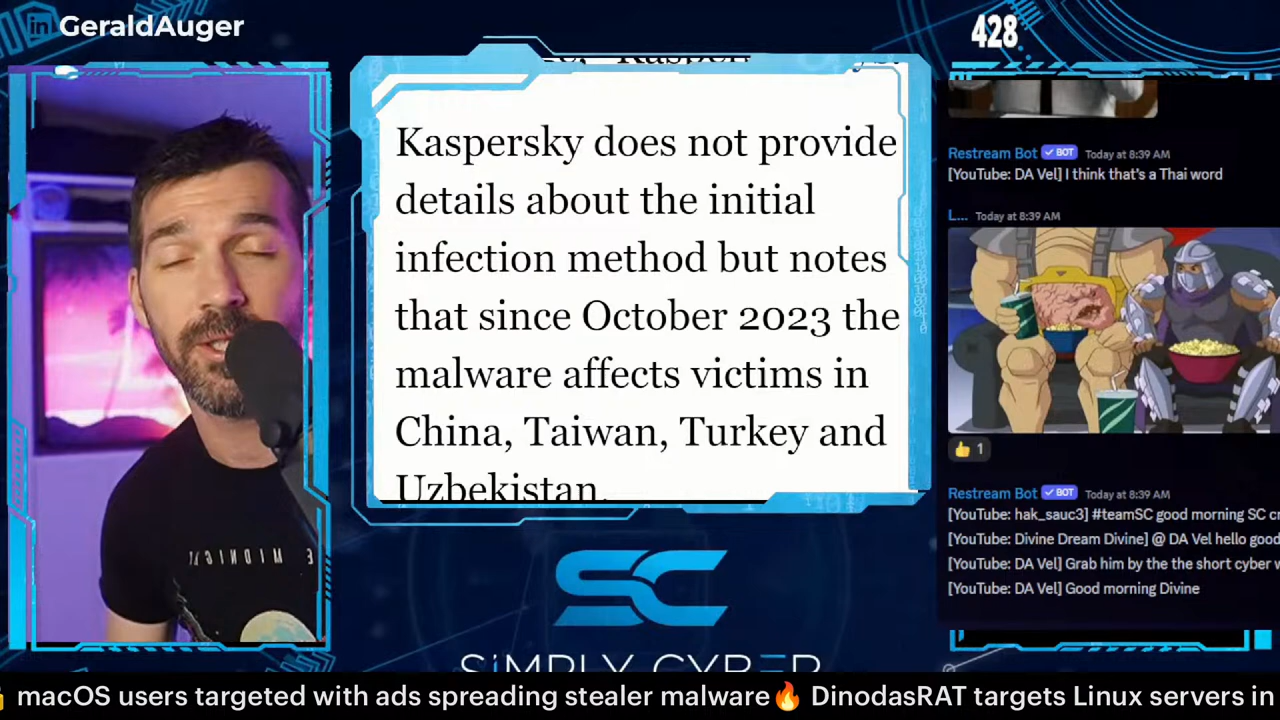 in GeraldAuger
428
Kaspersky does not provide
details about the initial
infection method but notes
that since October 2023 the
malware affects victims in
China, Taiwan, Turkey and
Uzbekistan.
Restream Bot ✓ BOT Today at 8:39 AM
[YouTube: DA Vel] I think that's a Thai word
L... Today at 8:39 AM
👍 1
Restream Bot ✓ BOT Today at 8:39 AM
[YouTube: hak_sauc3] #teamSC good morning SC
[YouTube: Divine Dream Divine] @ DA Vel hello good
[YouTube: DA Vel] Grab him by the the short cyber
[YouTube: DA Vel] Good morning Divine
SC
SIMPLY CYBER
macOS users targeted with ads spreading stealer malware🔥 DinodasRAT targets Linux servers in